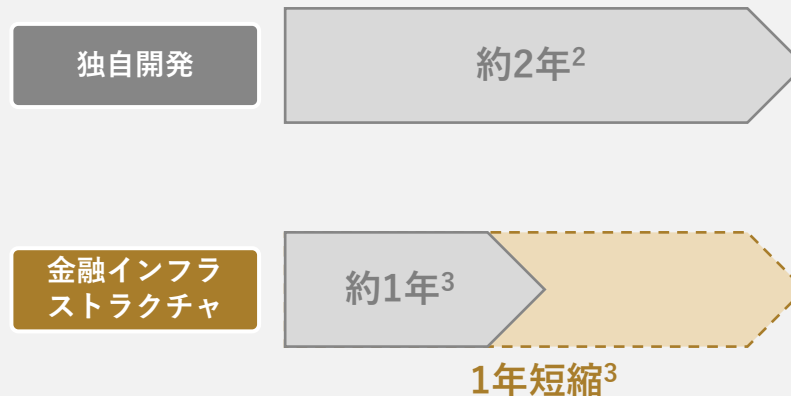 独自開発
約2年²
金融インフラ
ストラクチャ
約1年³
1年短縮³